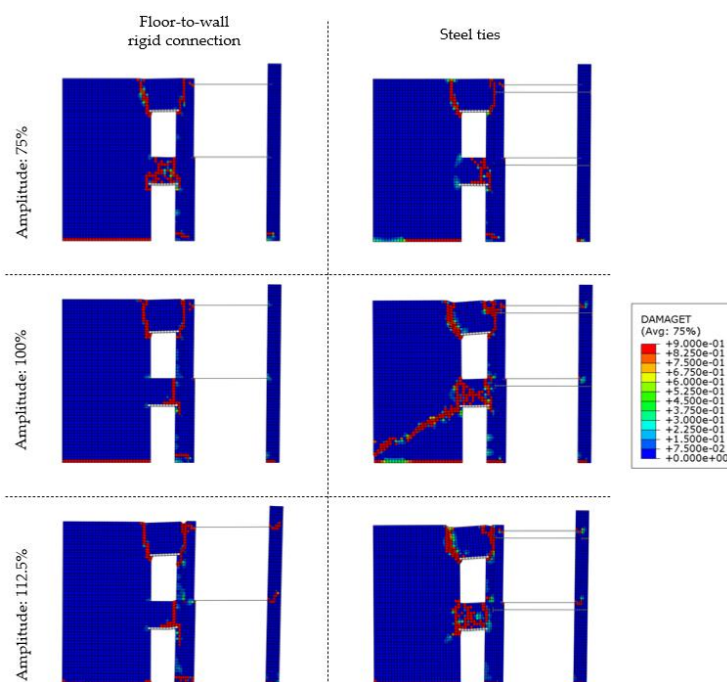 Floor-to-wall
rigid connection
Steel ties
Amplitude: 75%
Amplitude: 100%
Amplitude: 112.5%
DAMAGET
(Avg: 75%)
+9.000e-01
+8.250e-01
+7.500e-01
+6.750e-01
+6.000e-01
+5.250e-01
+4.500e-01
+3.750e-01
+3.000e-01
+2.250e-01
+1.500e-01
+7.500e-02
+0.000e+00